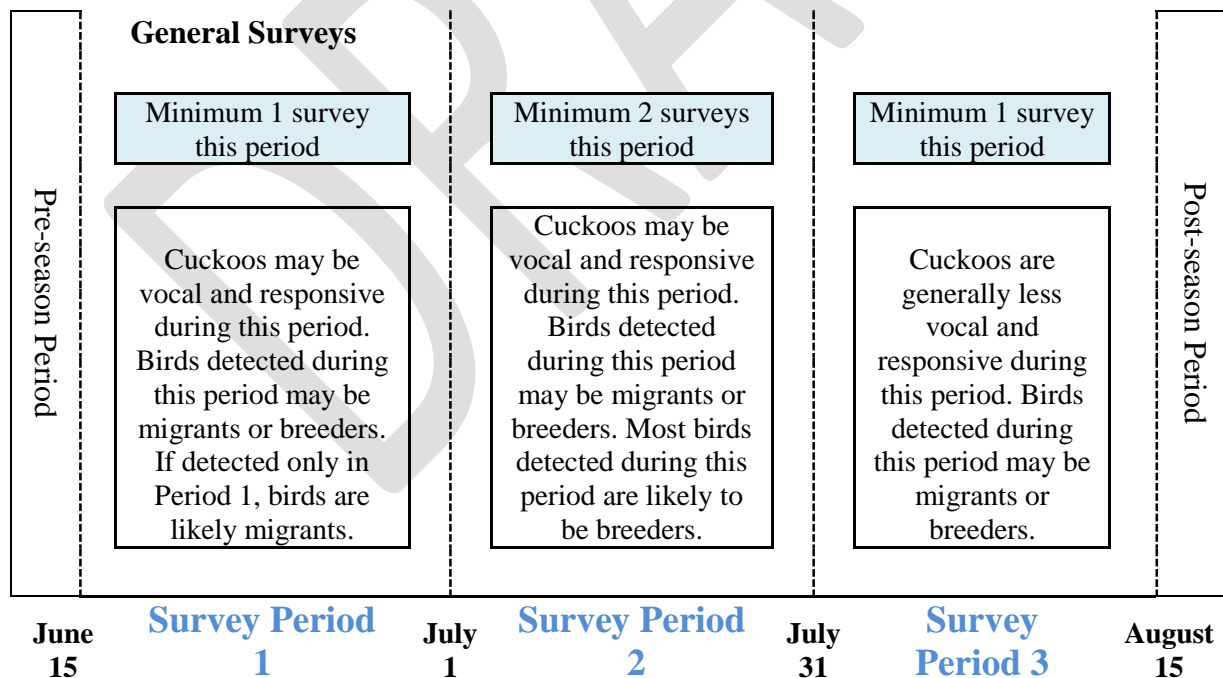 General Surveys
Pre-season Period
Minimum 1 survey
this period
Cuckoos may be
vocal and responsive
during this period.
Birds detected during
this period may be
migrants or breeders.
If detected only in
Period 1, birds are
likely migrants.
Minimum 2 surveys
this period
Cuckoos may be
vocal and responsive
during this period.
Birds detected
during this period
may be migrants or
breeders. Most birds
detected during this
period are likely to
be breeders.
Minimum 1 survey
this period
Cuckoos are
generally less
vocal and
responsive during
this period. Birds
detected during
this period may be
migrants or
breeders.
Post-season Period
June
15
Survey Period
1
July
1
Survey Period
2
July
31
Survey
Period 3
August
15